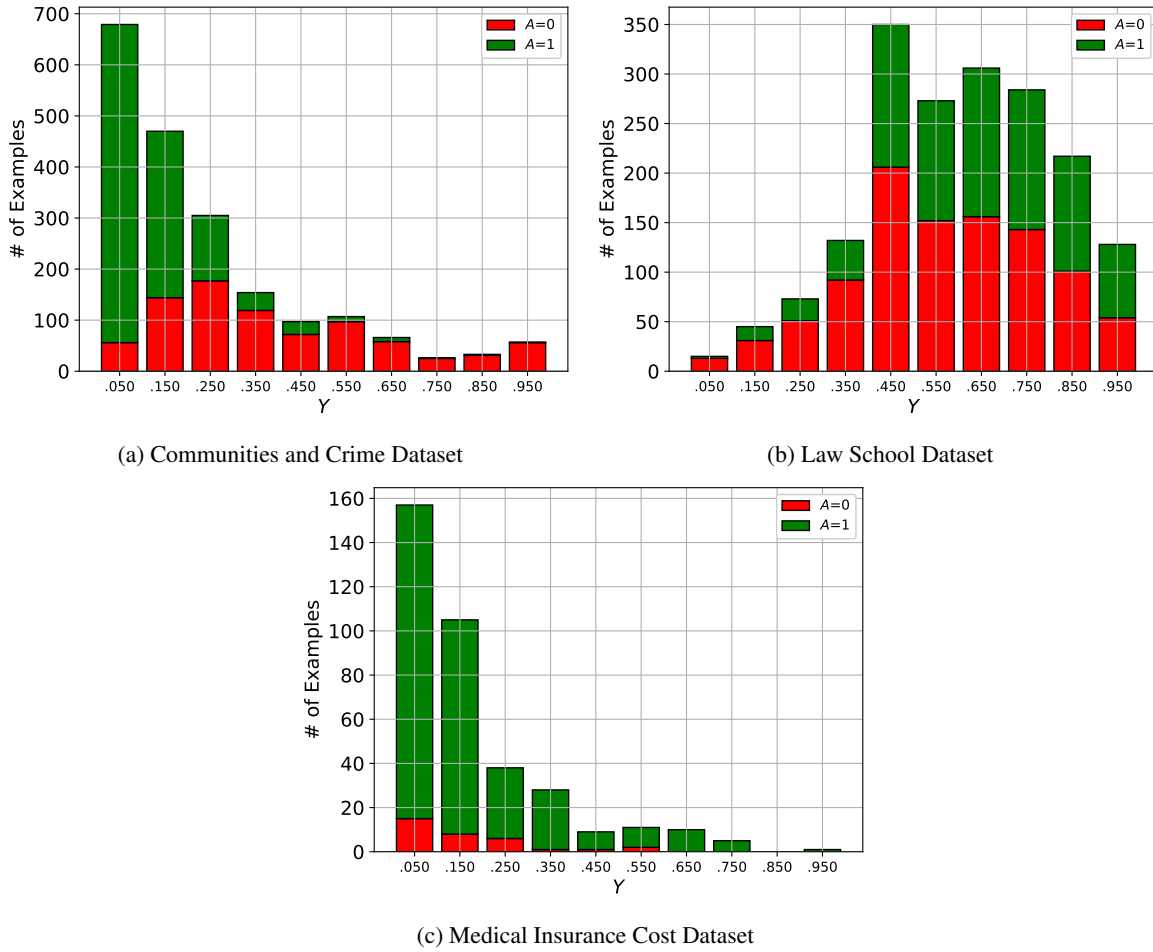 700
600
500
400
300
200
100
0
# of Examples
.050 .150 .250 .350 .450 .550 .650 .750 .850 .950
Y
A=0
A=1
(a) Communities and Crime Dataset
350
300
250
200
150
100
50
0
# of Examples
.050 .150 .250 .350 .450 .550 .650 .750 .850 .950
Y
A=0
A=1
(b) Law School Dataset
160
140
120
100
80
60
40
20
0
# of Examples
.050 .150 .250 .350 .450 .550 .650 .750 .850 .950
Y
A=0
A=1
(c) Medical Insurance Cost Dataset